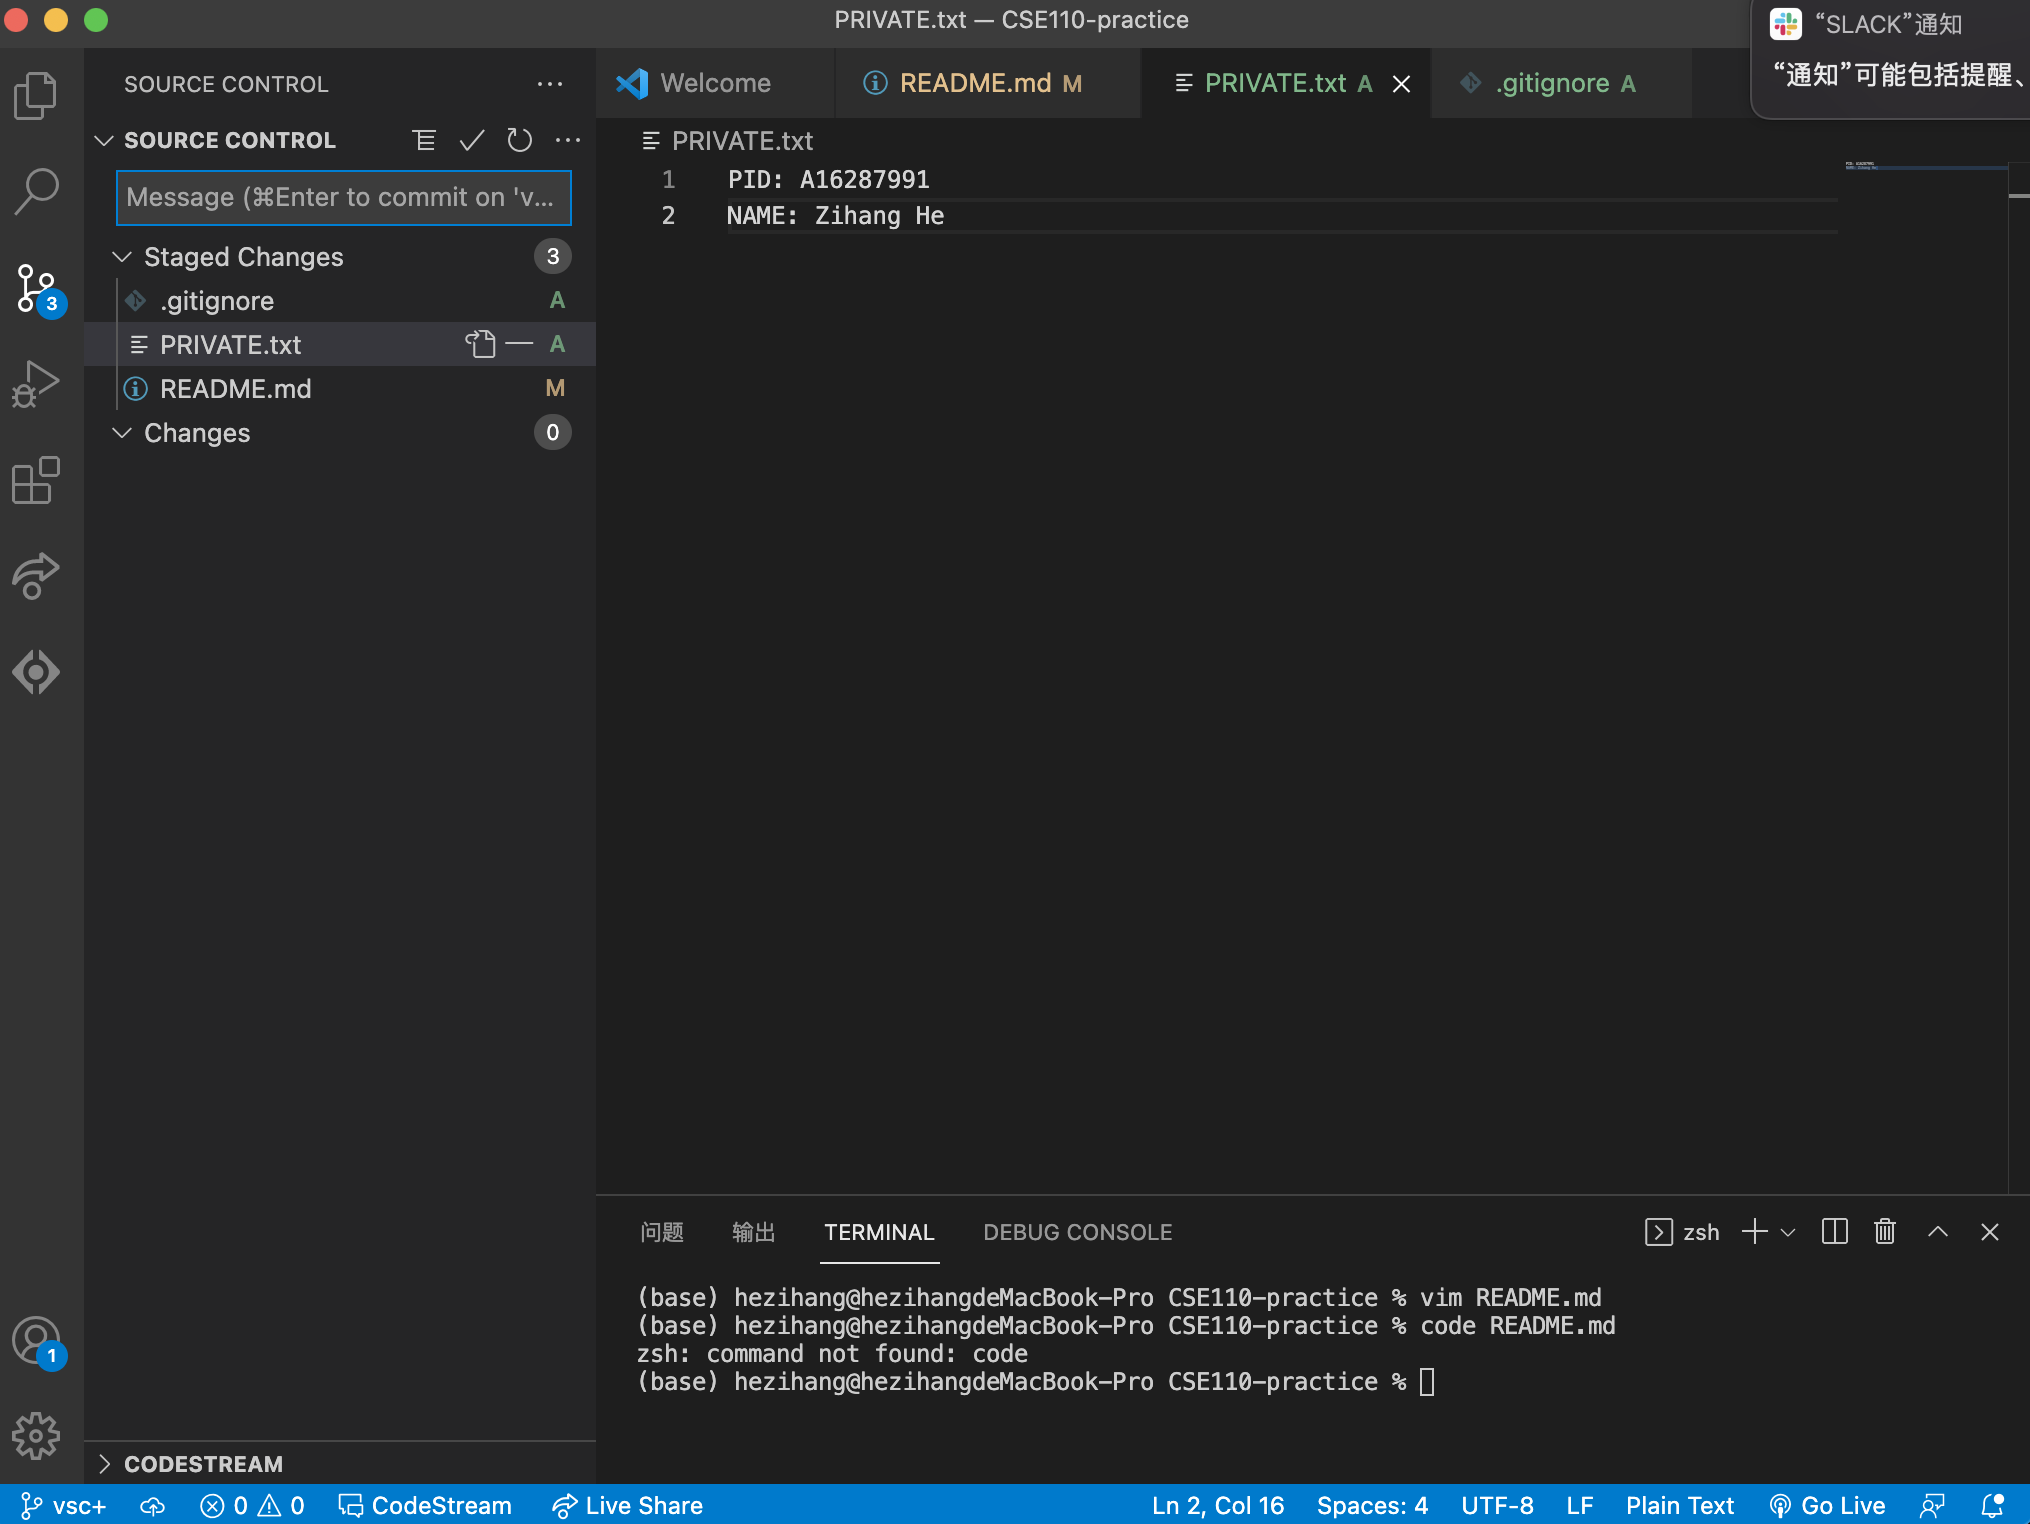 PRIVATE.txt — CSE110-practice
“SLACK”通知
“通知”可能包括提醒、
SOURCE CONTROL
Welcome
README.md M
PRIVATE.txt A
.gitignore A
SOURCE CONTROL
PRIVATE.txt
Message (⌘Enter to commit on 'v...
1 PID: A16287991
2 NAME: Zihang He
Staged Changes 3
.gitignore A
3
PRIVATE.txt A
README.md M
Changes 0
问题 输出 TERMINAL DEBUG CONSOLE zsh
(base) hezihang@hezihangdeMacBook-Pro CSE110-practice % vim README.md
(base) hezihang@hezihangdeMacBook-Pro CSE110-practice % code README.md
zsh: command not found: code
(base) hezihang@hezihangdeMacBook-Pro CSE110-practice %
1
CODESTREAM
vsc+ 0 0 CodeStream Live Share Ln 2, Col 16 Spaces: 4 UTF-8 LF Plain Text Go Live